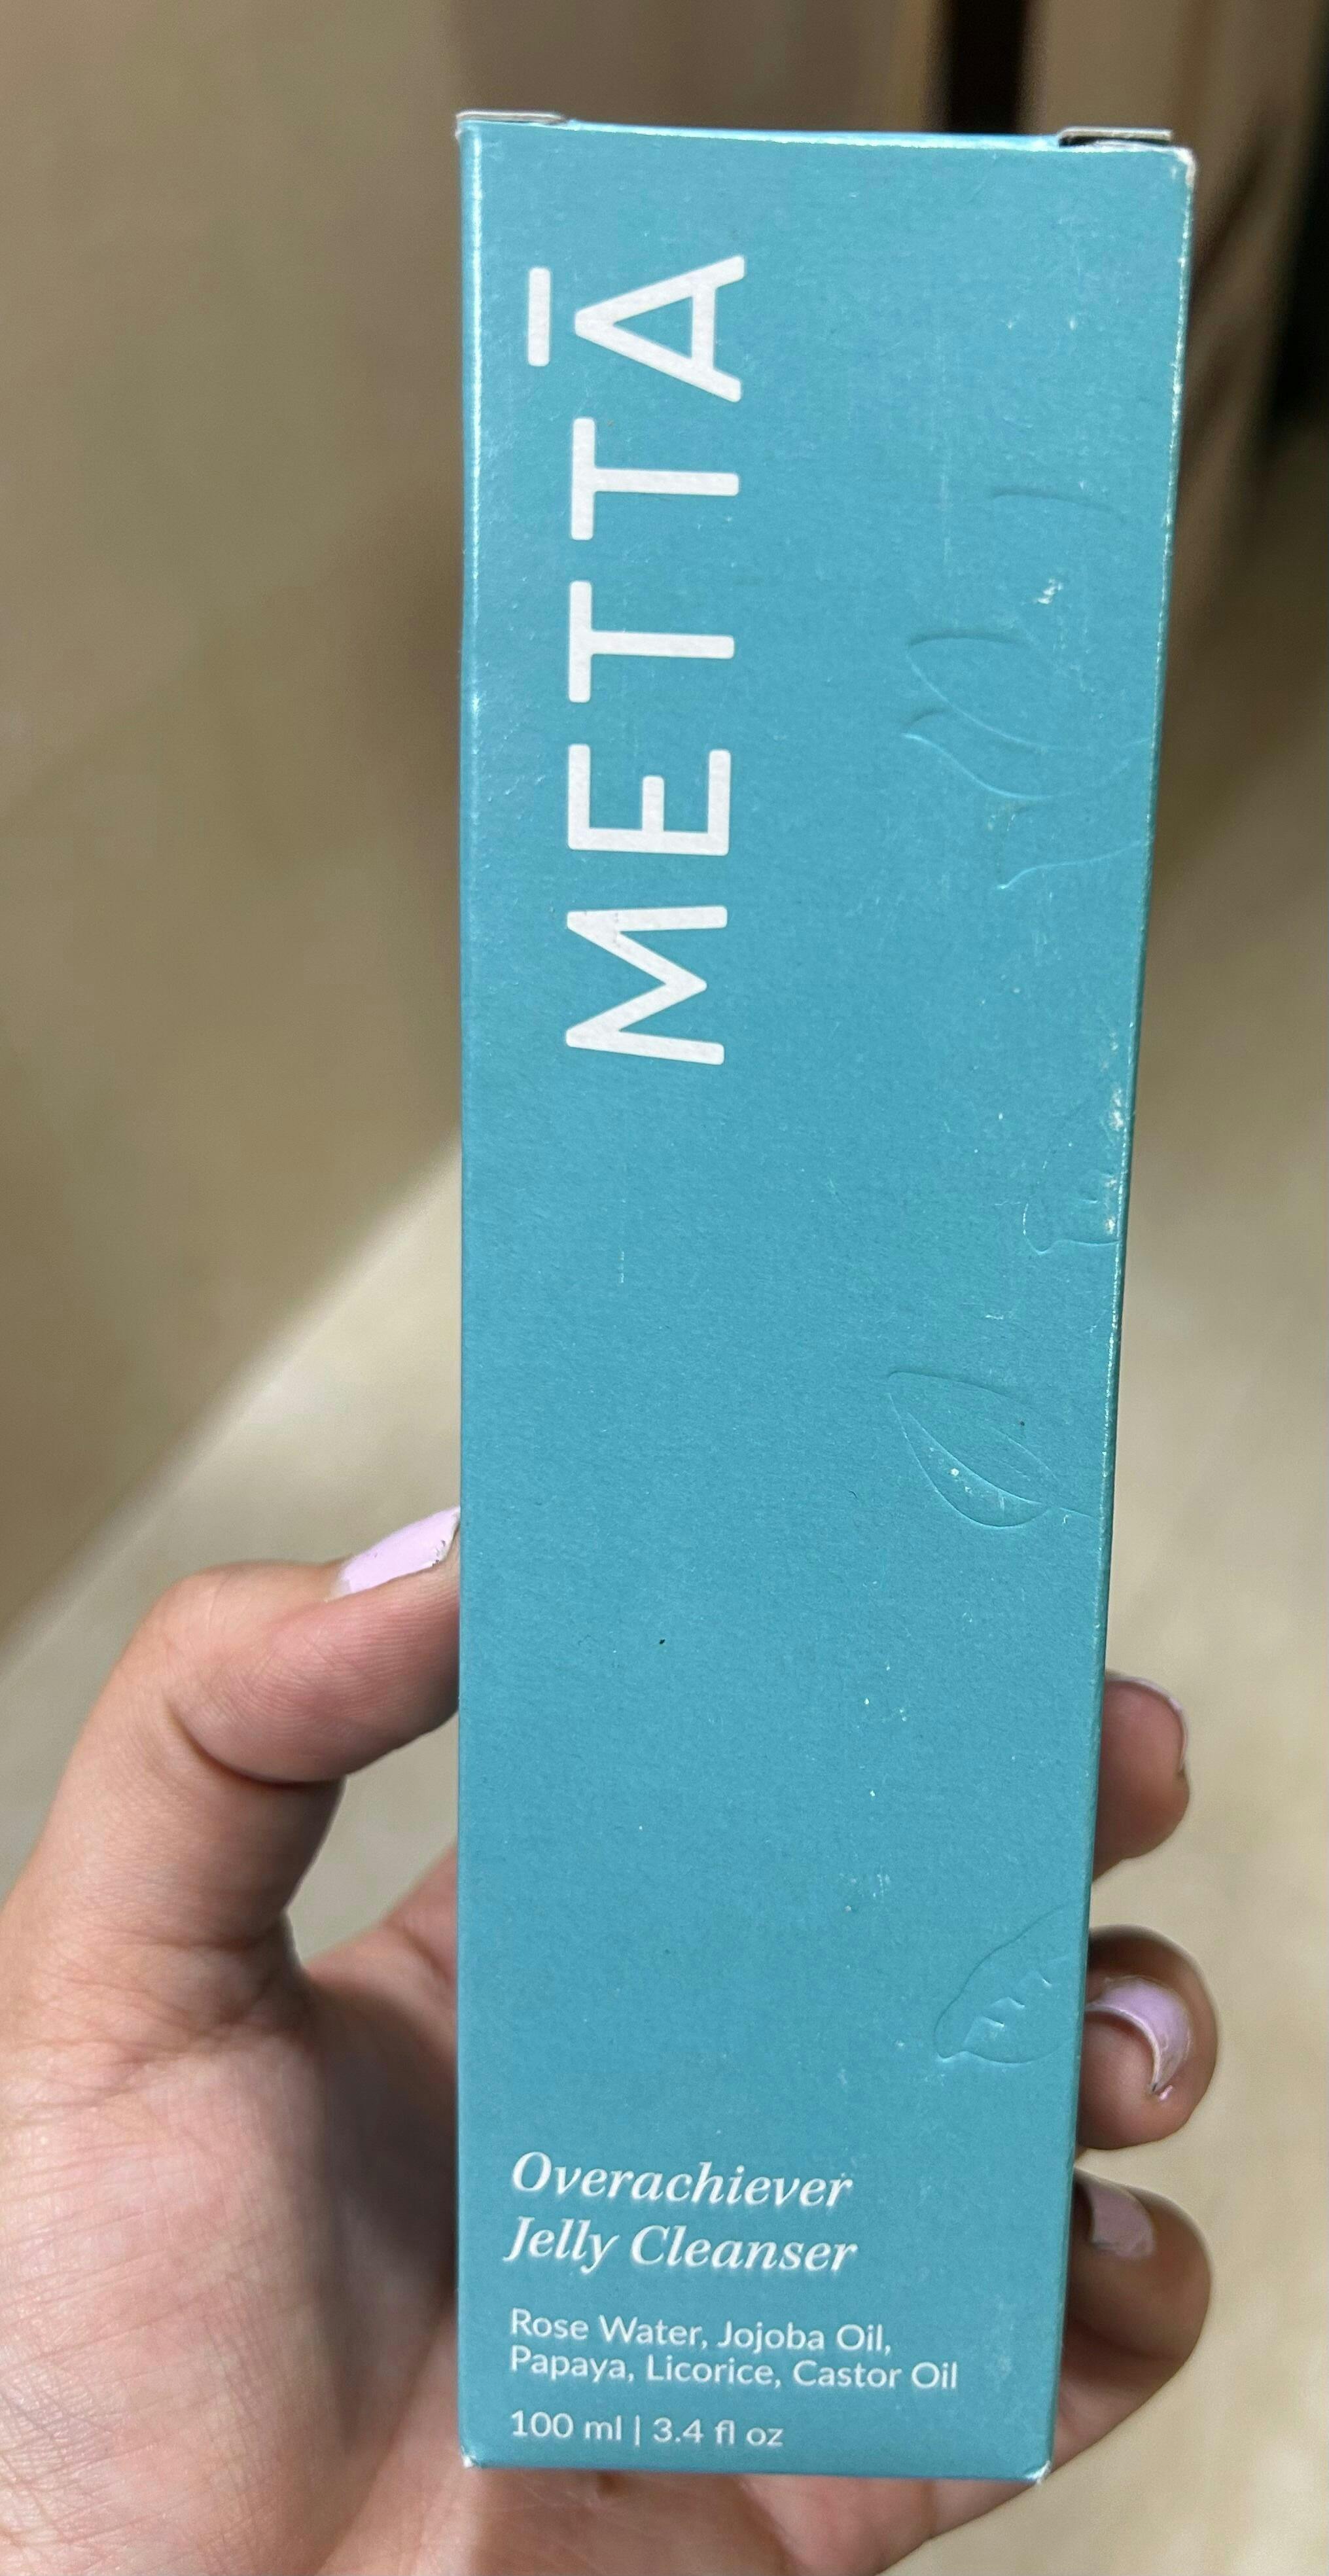 METTĀ
Overachiever
Jelly Cleanser
Rose Water, Jojoba Oil,
Papaya, Licorice, Castor Oil
100 ml | 3.4 fl oz